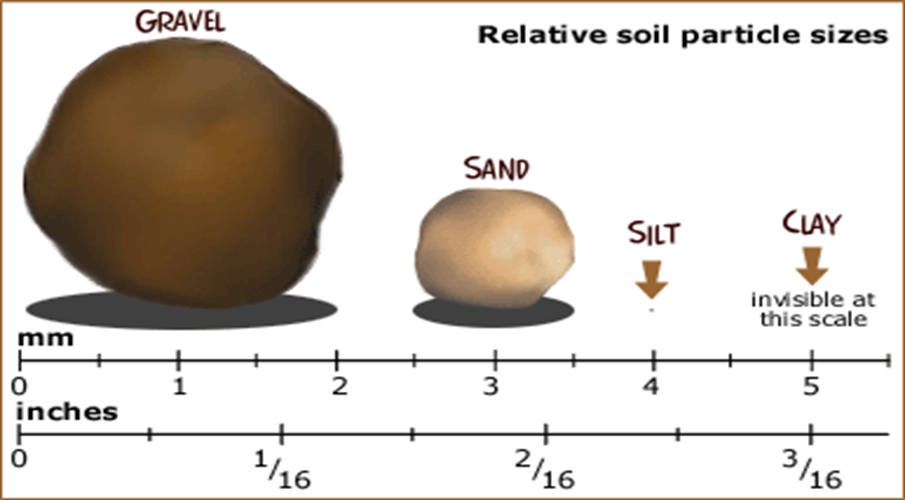 GRAVEL
Relative soil particle sizes
SAND
SILT
CLAY
invisible at
this scale
mm
0 1 2 3 4 5
inches
0 1/16 2/16 3/16